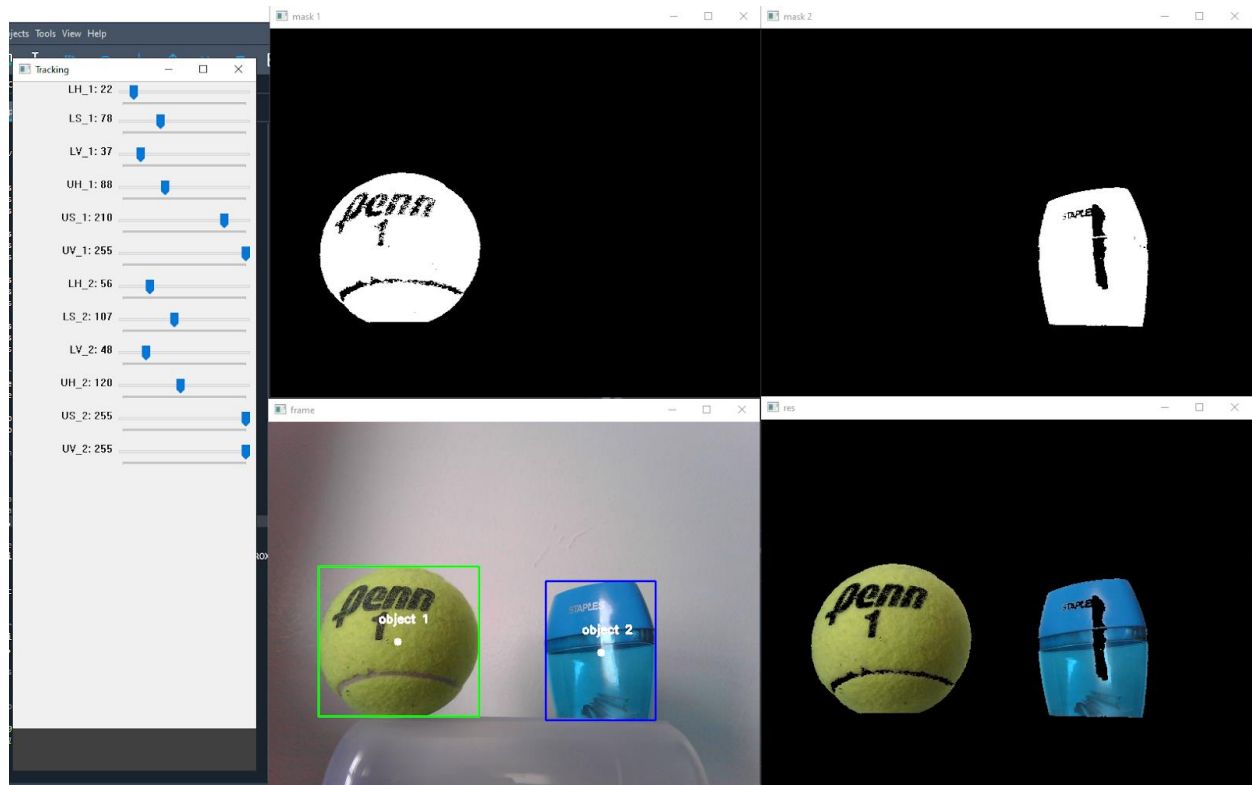 mask 1
mask 2
jects Tools View Help
Tracking
LH_1: 22
LS_1: 78
LV_1: 37
UH_1: 88
US_1: 210
UV_1: 255
LH_2: 56
LS_2: 107
LV_2: 48
UH_2: 120
US_2: 255
UV_2: 255
penn
1
STAPLES
frame
res
penn
1
object 1
STAPLES
object 2
penn
1
STAPLES
ROX